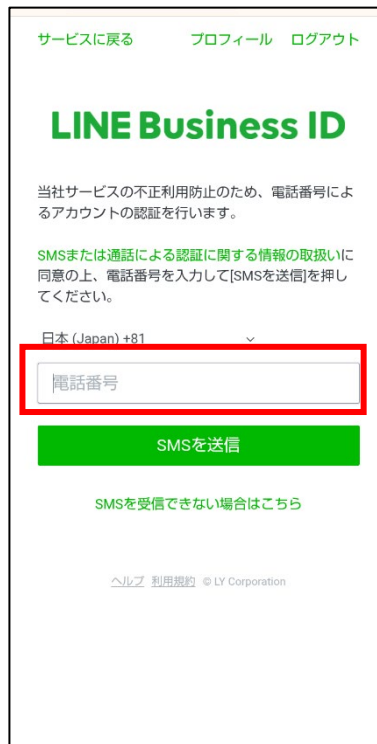 サービスに戻る プロフィール ログアウト
LINE Business ID
当社サービスの不正利用防止のため、電話番号によ
るアカウントの認証を行います。
SMSまたは通話による認証に関する情報の取扱いに
同意の上、電話番号を入力して[SMSを送信]を押し
てください。
日本 (Japan) +81
電話番号
SMSを送信
SMSを受信できない場合はこちら
ヘルプ 利用規約 © LY Corporation